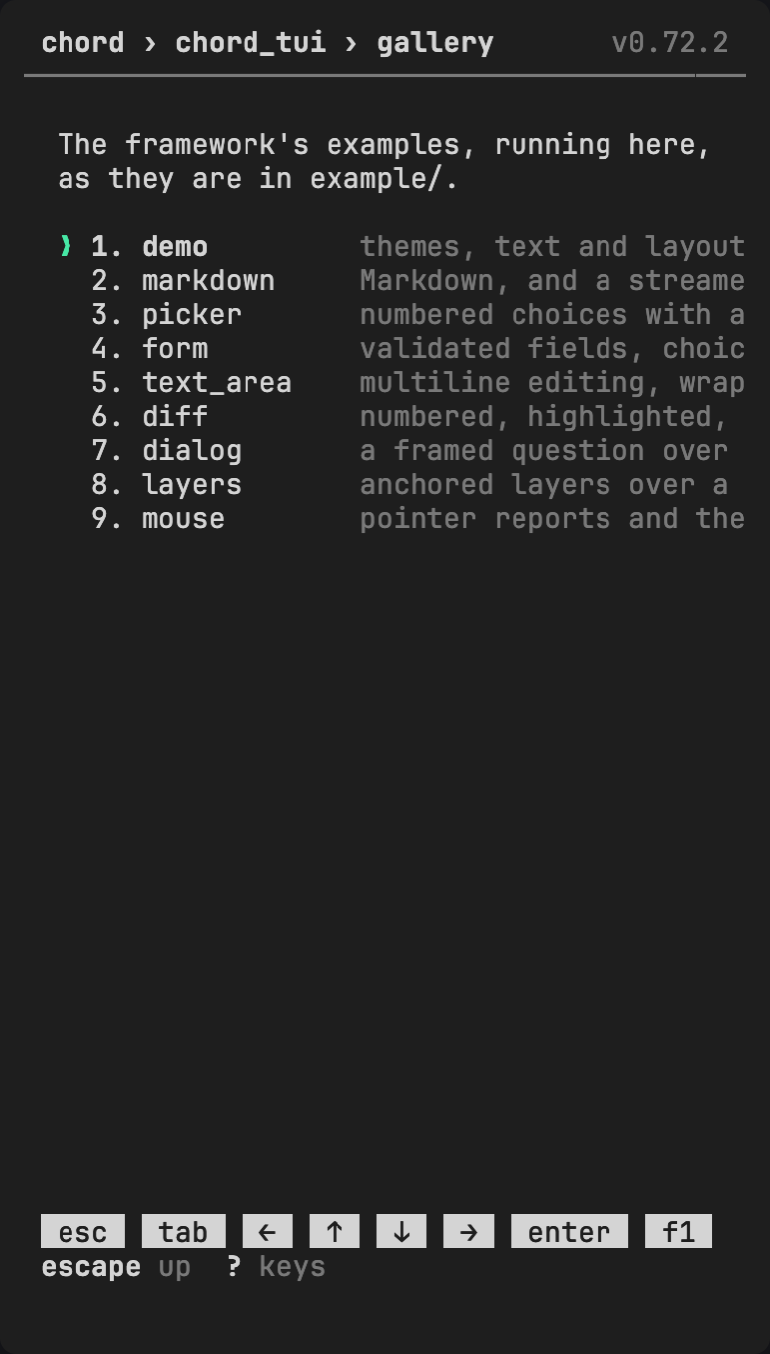 chord › chord_tui › gallery v0.72.2
The framework's examples, running here,
as they are in example/.
❫ 1. demo themes, text and layout
2. markdown Markdown, and a streame
3. picker numbered choices with a
4. form validated fields, choic
5. text_area multiline editing, wrap
6. diff numbered, highlighted,
7. dialog a framed question over
8. layers anchored layers over a
9. mouse pointer reports and the
esc tab ← ↑ ↓ → enter f1
escape up ? keys